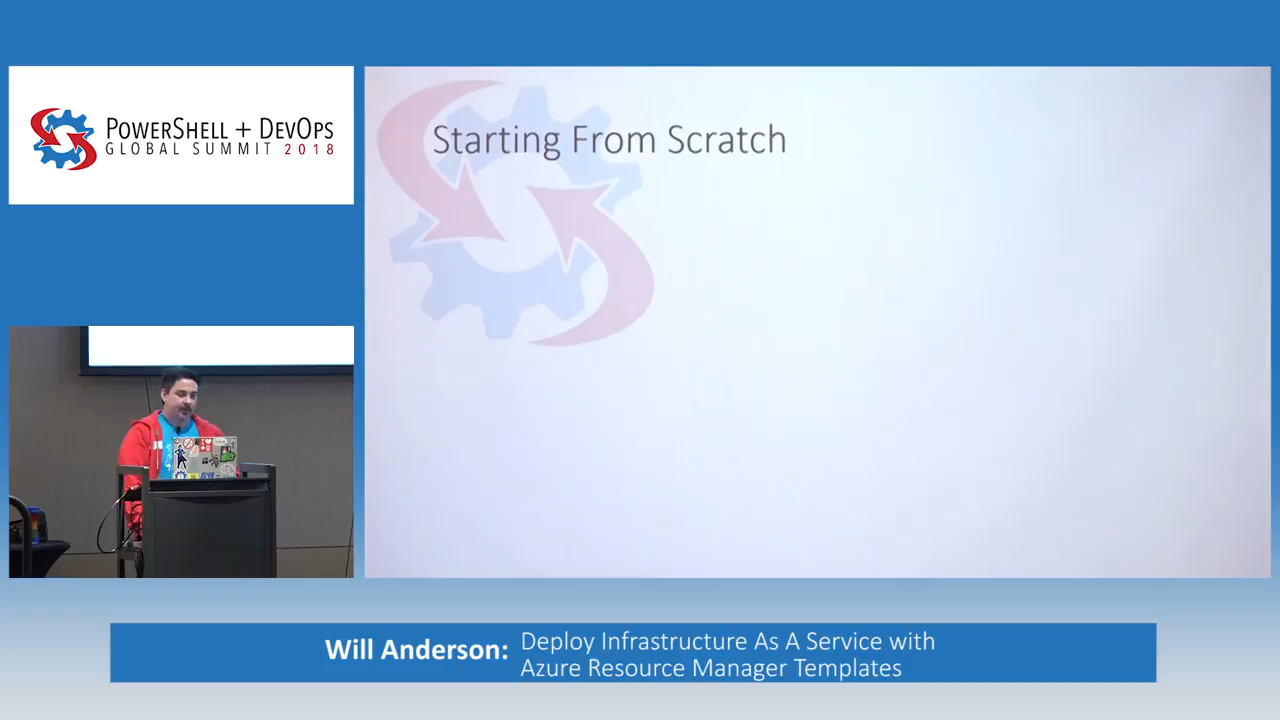 POWERSHELL + DEVOPS
GLOBAL SUMMIT 2018
Starting From Scratch
Will Anderson:
Deploy Infrastructure As A Service with
Azure Resource Manager Templates